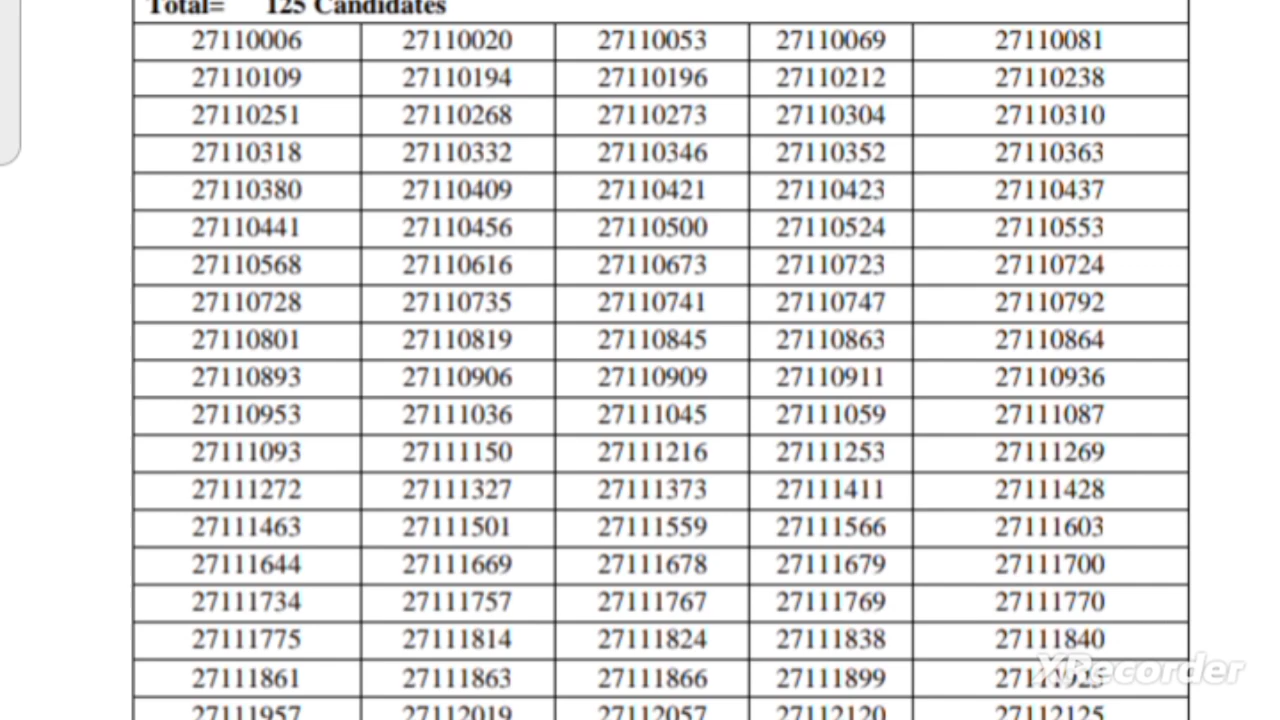 Total= 125 Candidates
27110006 27110020 27110053 27110069 27110081
27110109 27110194 27110196 27110212 27110238
27110251 27110268 27110273 27110304 27110310
27110318 27110332 27110346 27110352 27110363
27110380 27110409 27110421 27110423 27110437
27110441 27110456 27110500 27110524 27110553
27110568 27110616 27110673 27110723 27110724
27110728 27110735 27110741 27110747 27110792
27110801 27110819 27110845 27110863 27110864
27110893 27110906 27110909 27110911 27110936
27110953 27111036 27111045 27111059 27111087
27111093 27111150 27111216 27111253 27111269
27111272 27111327 27111373 27111411 27111428
27111463 27111501 27111559 27111566 27111603
27111644 27111669 27111678 27111679 27111700
27111734 27111757 27111767 27111769 27111770
27111775 27111814 27111824 27111838 27111840
27111861 27111863 27111866 27111899
XRecorder
27111957 27112019 27112057 27112120 27112125